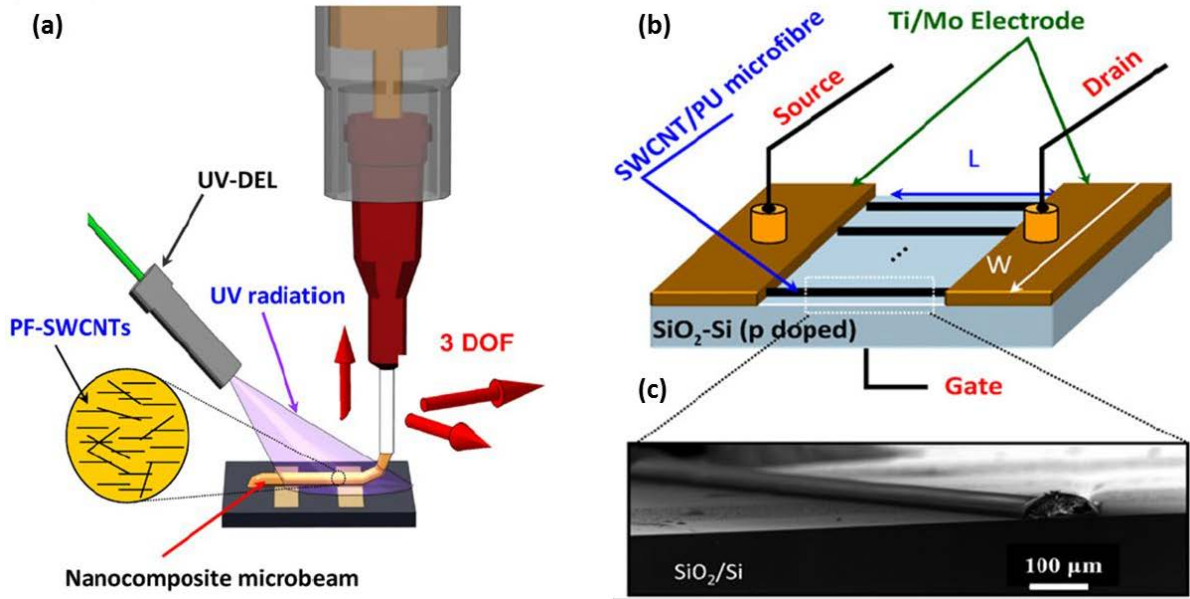 (a)
UV-DEL
UV radiation
PF-SWCNTs
3 DOF
Nanocomposite microbeam
(b)
Ti/Mo Electrode
SWCNT/PU microfibre
Source
Drain
L
W
SiO2-Si (p doped)
Gate
(c)
SiO2/Si
100 μm